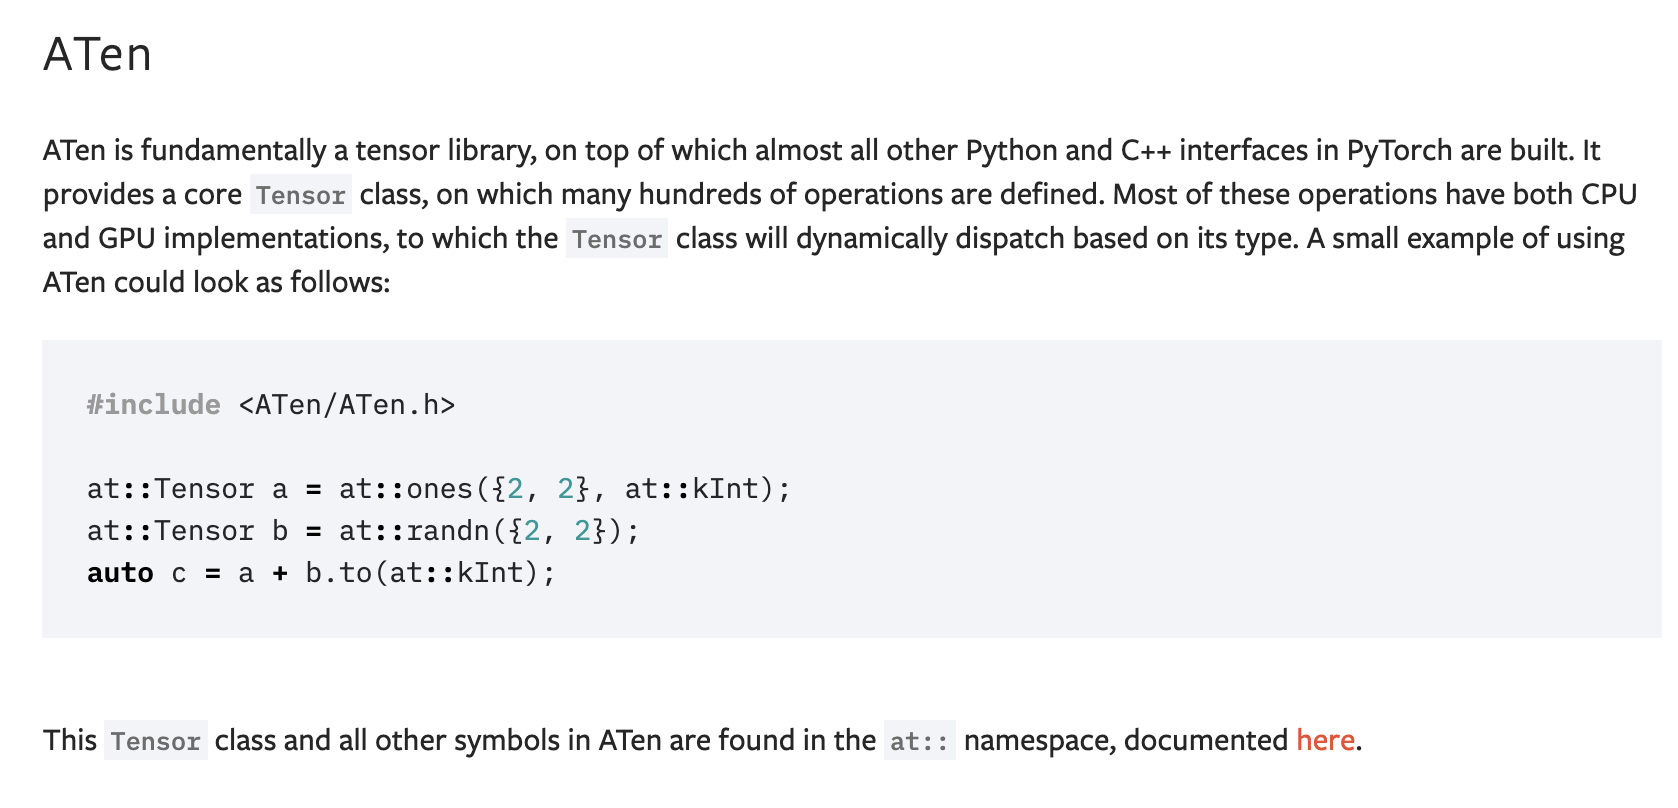 ATen
ATen is fundamentally a tensor library, on top of which almost all other Python and C++ interfaces in PyTorch are built. It
provides a core Tensor class, on which many hundreds of operations are defined. Most of these operations have both CPU
and GPU implementations, to which the Tensor class will dynamically dispatch based on its type. A small example of using
ATen could look as follows:
#include <ATen/ATen.h>
at::Tensor a = at::ones({2, 2}, at::kInt);
at::Tensor b = at::randn({2, 2});
auto c = a + b.to(at::kInt);
This Tensor class and all other symbols in ATen are found in the at:: namespace, documented here.